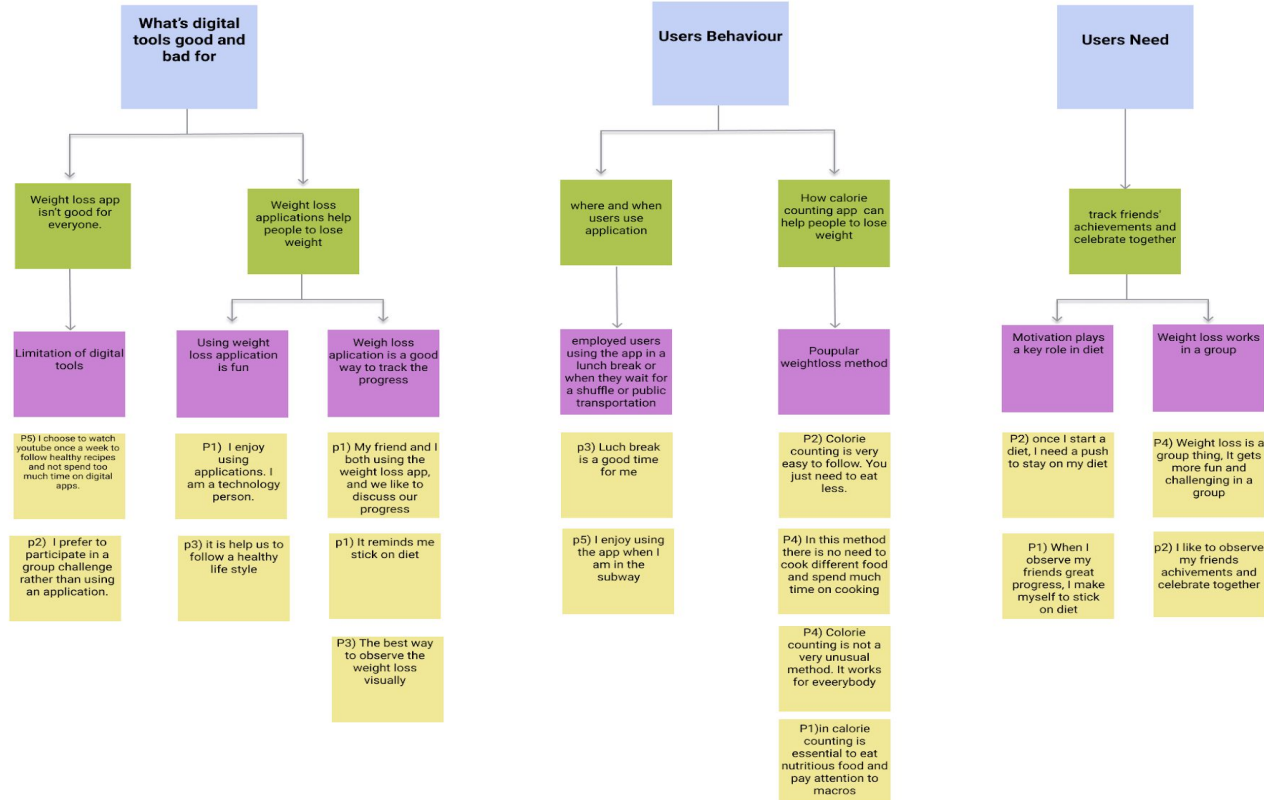 What's digital
tools good and
bad for
Weight loss app
isn't good for
everyone.
Weight loss
applications help
people to lose
weight
Limitation of digital
tools
Using weight
loss application
is fun
Weigh loss
aplication is a good
way to track the
progress
P5) I choose to watch
youtube once a week to
follow healthy recipes
and not spend too
much time on digital
apps.
p2) I prefer to
participate in a
group challenge
rather than using
an application.
P1) I enjoy
using
applications. I
am a technology
person.
p3) it is help us to
follow a healthy
life style
p1) My friend and I
both using the
weight loss app,
and we like to
discuss our
progress
p1) It reminds me
stick on diet
P3) The best way
to observe the
weight loss
visually
Users Behaviour
where and when
users use
application
How calorie
counting app can
help people to lose
weight
employed users
using the app in a
lunch break or
when they wait for
a shuffle or public
transportation
Poupular
weightloss method
p3) Luch break
is a good time
for me
p5) I enjoy using
the app when I
am in the
subway
P2) Colorie
counting is very
easy to follow. You
just need to eat
less.
P4) In this method
there is no need to
cook different food
and spend much
time on cooking
P4) Colorie
counting is not a
very unusual
method. It works
for eveerybody
P1)in calorie
counting is
essential to eat
nutritious food and
pay attention to
macros
Users Need
track friends'
achievements and
celebrate together
Motivation plays
a key role in diet
Weight loss works
in a group
P2) once I start a
diet, I need a push
to stay on my diet
P1) When I
observe my
friends great
progress, I make
myself to stick
on diet
P4) Weight loss is a
group thing, It gets
more fun and
challenging in a
group
p2) I like to observe
my friends
achivements and
celebrate together